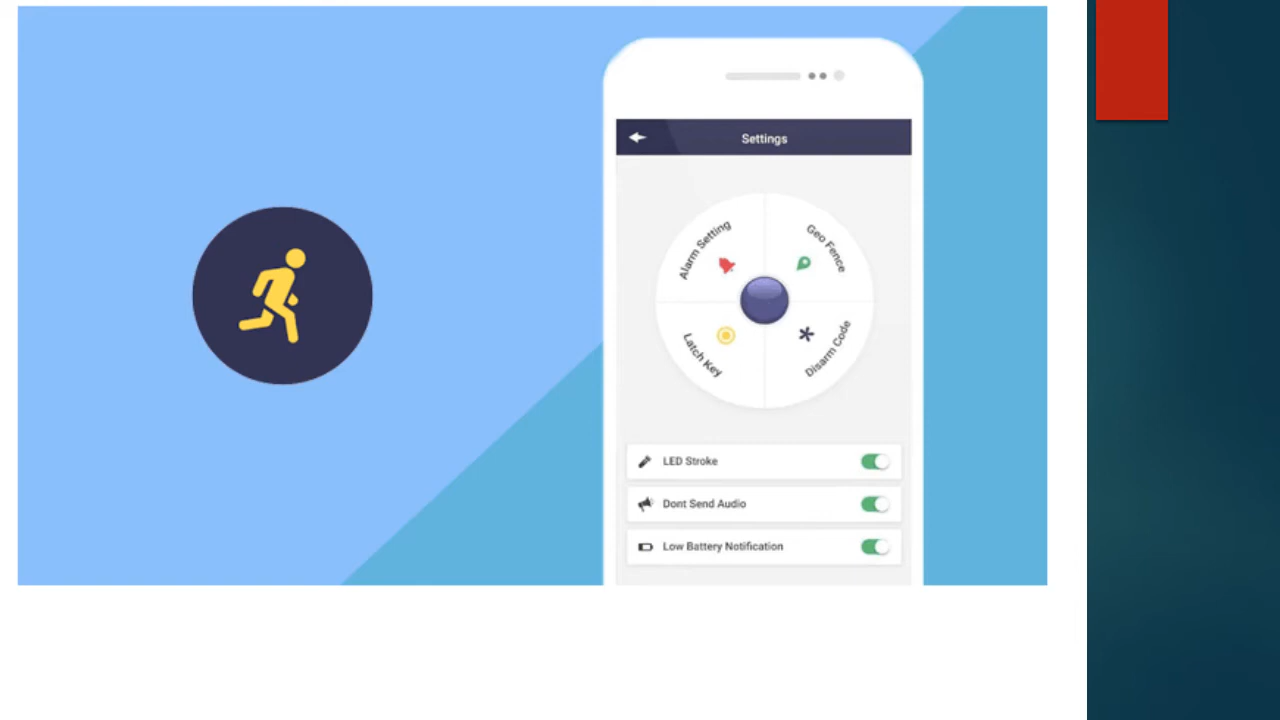 Settings
Alarm Setting
Geo Fence
Latch Key
Disarm Code
LED Stroke
Dont Send Audio
Low Battery Notification